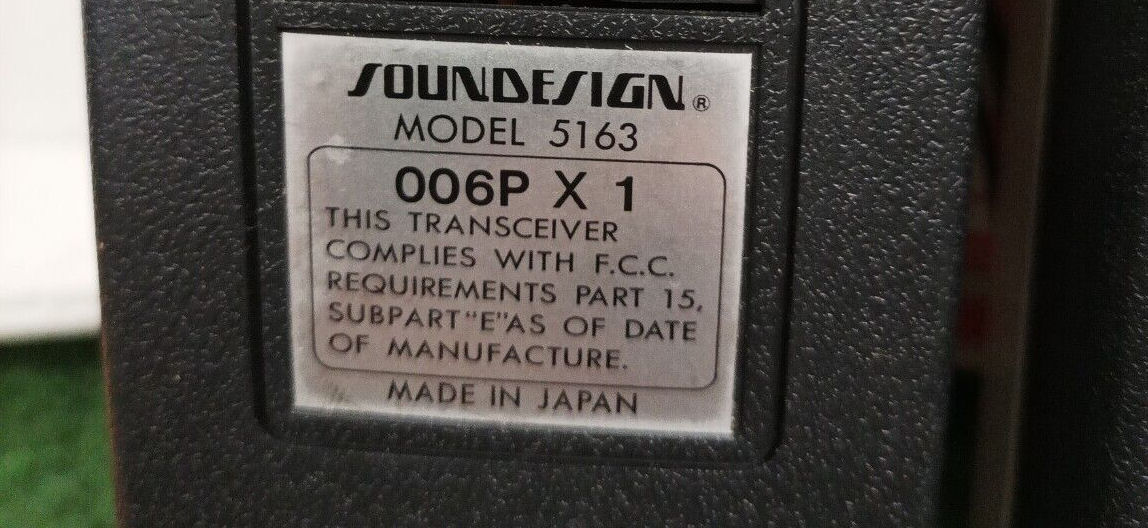 SOUNDESIGN®
MODEL 5163
006P X 1
THIS TRANSCEIVER
COMPLIES WITH F.C.C.
REQUIREMENTS PART 15,
SUBPART "E" AS OF DATE
OF MANUFACTURE.
MADE IN JAPAN